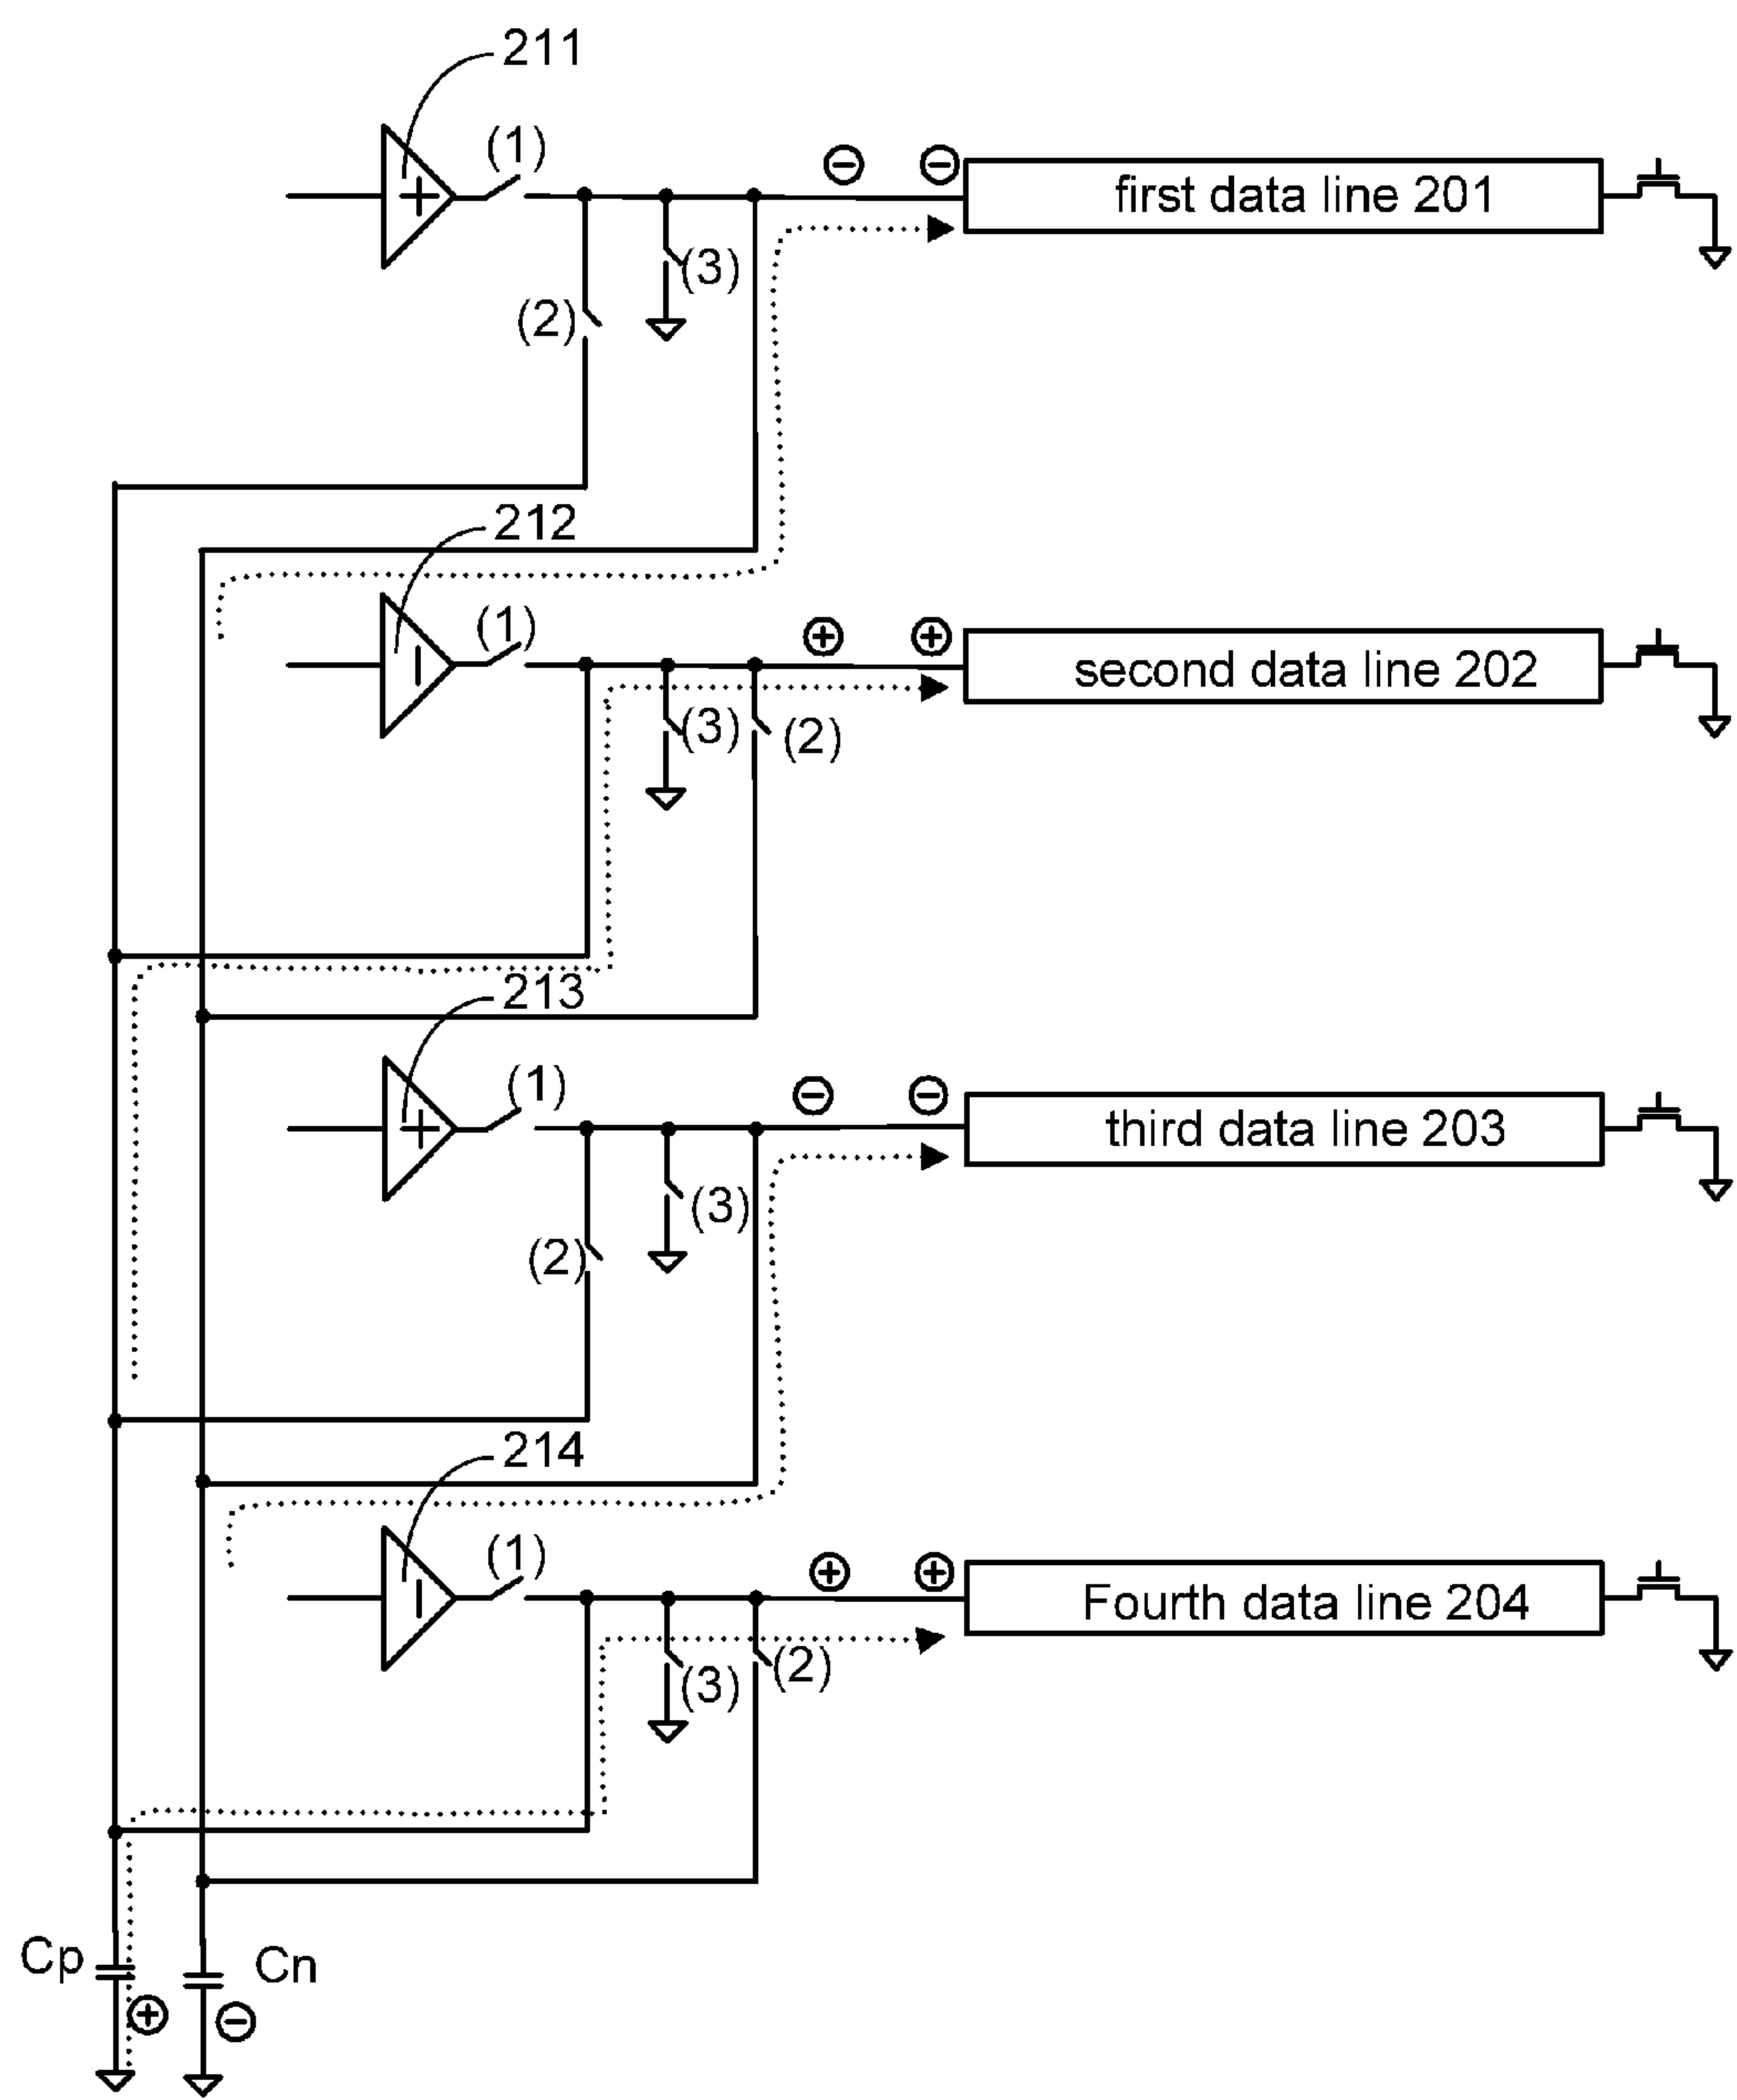 211
(1)
first data line 201
(3)
(2)
212
(1)
second data line 202
(3)
(2)
213
(1)
third data line 203
(3)
(2)
214
(1)
Fourth data line 204
(3)
(2)
Cp
Cn